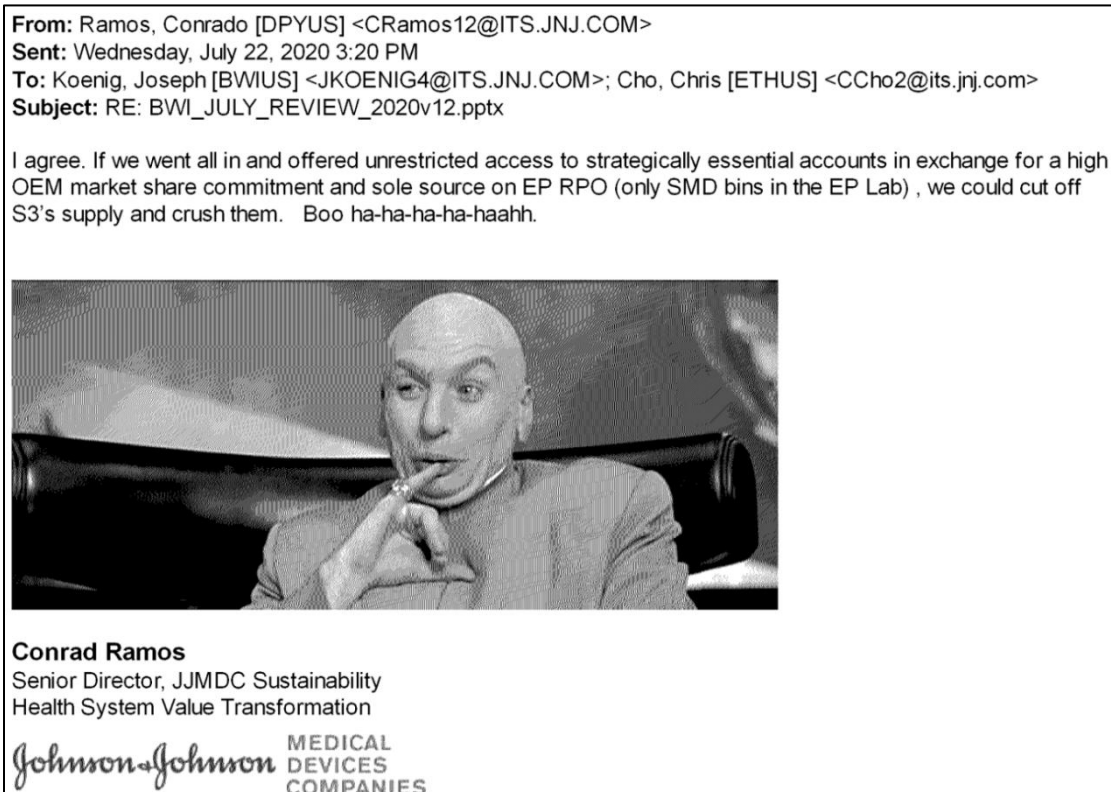 From: Ramos, Conrado [DPYUS] <CRamos12@ITS.JNJ.COM>
Sent: Wednesday, July 22, 2020 3:20 PM
To: Koenig, Joseph [BWIUS] <JKOENIG4@ITS.JNJ.COM>; Cho, Chris [ETHUS] <CCho2@its.jnj.com>
Subject: RE: BWI_JULY_REVIEW_2020v12.pptx
I agree. If we went all in and offered unrestricted access to strategically essential accounts in exchange for a high
OEM market share commitment and sole source on EP RPO (only SMD bins in the EP Lab) , we could cut off
S3's supply and crush them.   Boo ha-ha-ha-ha-haahh.
Conrad Ramos
Senior Director, JJMDC Sustainability
Health System Value Transformation
Johnson & Johnson MEDICAL
DEVICES
COMPANIES